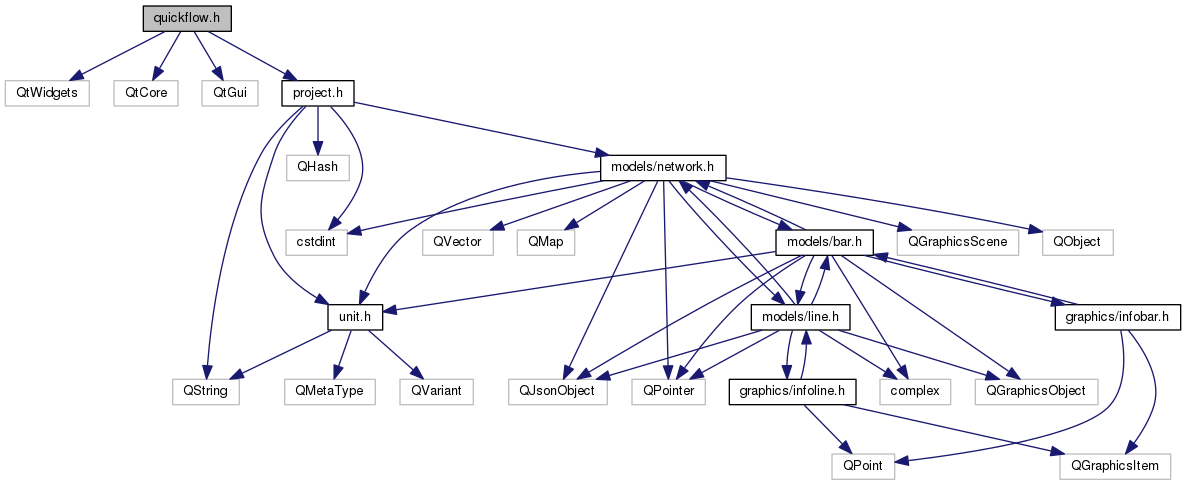 quickflow.h
QtWidgets
QtCore
QtGui
project.h
QHash
models/network.h
cstdint
QVector
QMap
models/bar.h
QGraphicsScene
QObject
unit.h
models/line.h
graphics/infobar.h
QString
QMetaType
QVariant
QJsonObject
QPointer
graphics/infoline.h
complex
QGraphicsObject
QPoint
QGraphicsItem